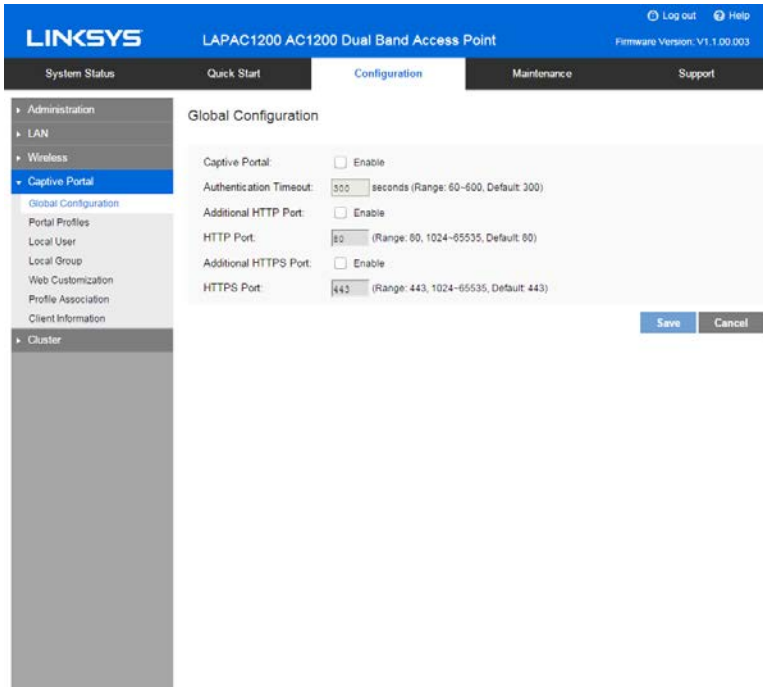 Log out Help
LINKSYS LAPAC1200 AC1200 Dual Band Access Point Firmware Version: V1.1.00.003
System Status Quick Start Configuration Maintenance Support
Administration
LAN
Wireless
Captive Portal
Global Configuration
Portal Profiles
Local User
Local Group
Web Customization
Profile Association
Client Information
Cluster
Global Configuration
Captive Portal: Enable
Authentication Timeout: 300 seconds (Range: 60~600, Default: 300)
Additional HTTP Port: Enable
HTTP Port: 80 (Range: 80, 1024~65535, Default: 80)
Additional HTTPS Port: Enable
HTTPS Port: 443 (Range: 443, 1024~65535, Default: 443)
Save Cancel